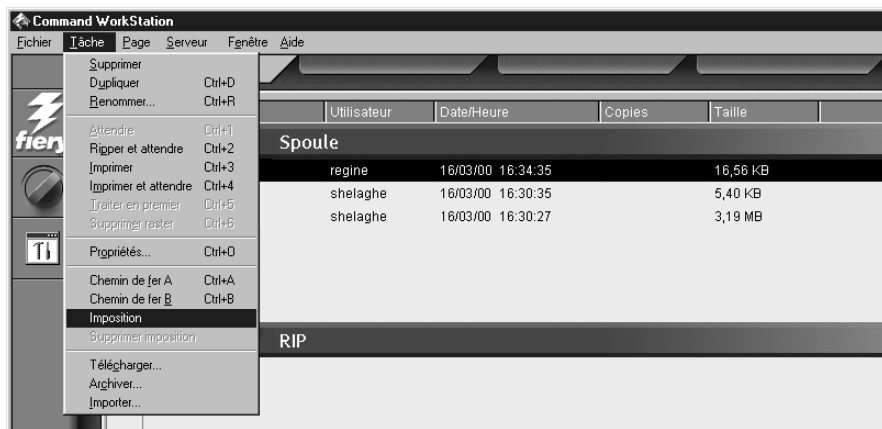 Command WorkStation
Fichier Tâche Page Serveur Fenêtre Aide
Supprimer
Dupliquer Ctrl+D
Renommer... Ctrl+R
Attendre Ctrl+1
Ripper et attendre Ctrl+2
Imprimer Ctrl+3
Imprimer et attendre Ctrl+4
Traiter en premier Ctrl+5
Supprimer raster Ctrl+6
Propriétés... Ctrl+O
Chemin de fer A Ctrl+A
Chemin de fer B Ctrl+B
Imposition
Supprimer imposition
Télécharger...
Archiver...
Importer...
fiery
Utilisateur Date/Heure Copies Taille
Spoule
regine 16/03/00 16:34:35 16,56 KB
shelaghe 16/03/00 16:30:35 5,40 KB
shelaghe 16/03/00 16:30:27 3,19 MB
RIP